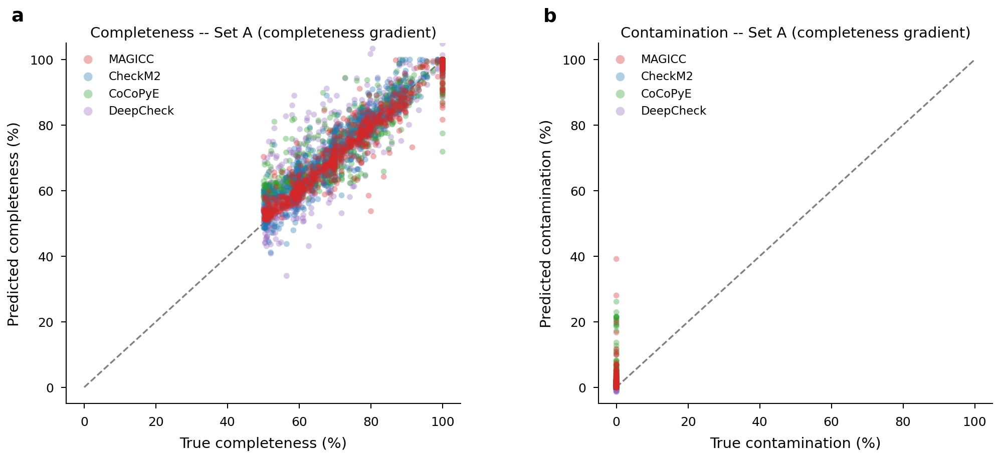 a
Completeness -- Set A (completeness gradient)
MAGICC
CheckM2
CoCoPyE
DeepCheck
Predicted completeness (%)
100
80
60
40
20
0
0 20 40 60 80 100
True completeness (%)
b
Contamination -- Set A (completeness gradient)
MAGICC
CheckM2
CoCoPyE
DeepCheck
Predicted contamination (%)
100
80
60
40
20
0
0 20 40 60 80 100
True contamination (%)